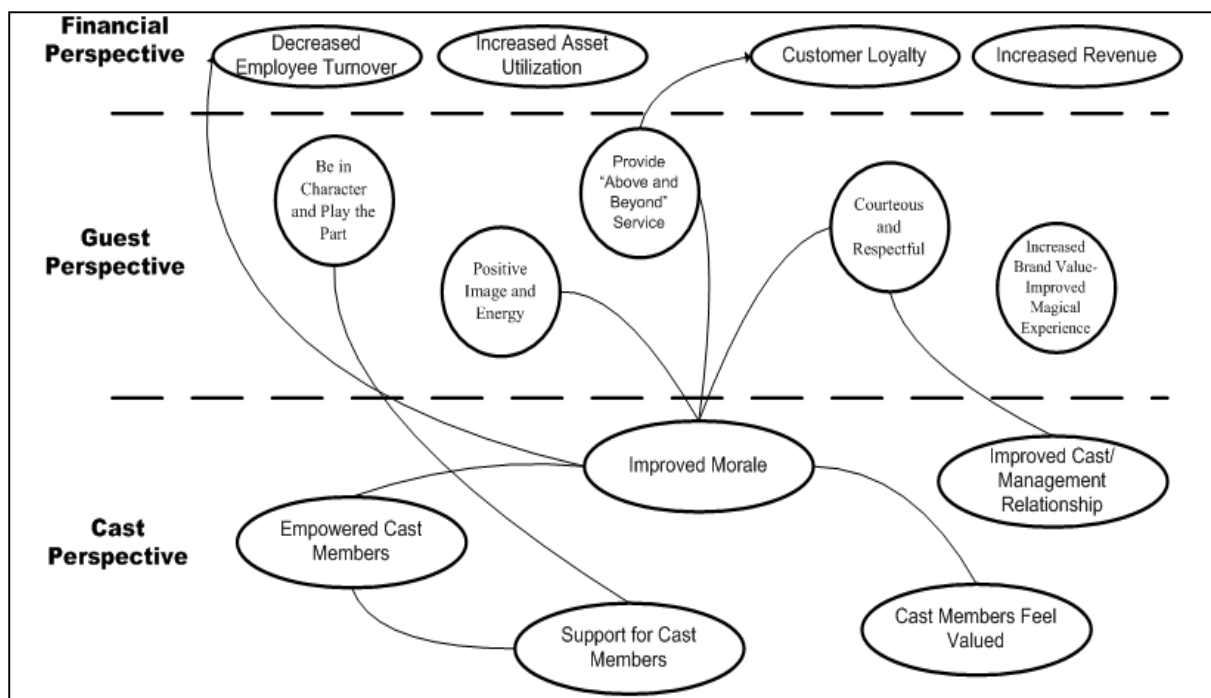 Financial
Perspective
Decreased
Employee Turnover
Increased Asset
Utilization
Customer Loyalty
Increased Revenue
Guest
Perspective
Be in
Character
and Play the
Part
Positive
Image and
Energy
Provide
"Above and
Beyond"
Service
Courteous
and
Respectful
Increased
Brand Value-
Improved
Magical
Experience
Cast
Perspective
Improved Morale
Improved Cast/
Management
Relationship
Empowered Cast
Members
Support for Cast
Members
Cast Members Feel
Valued